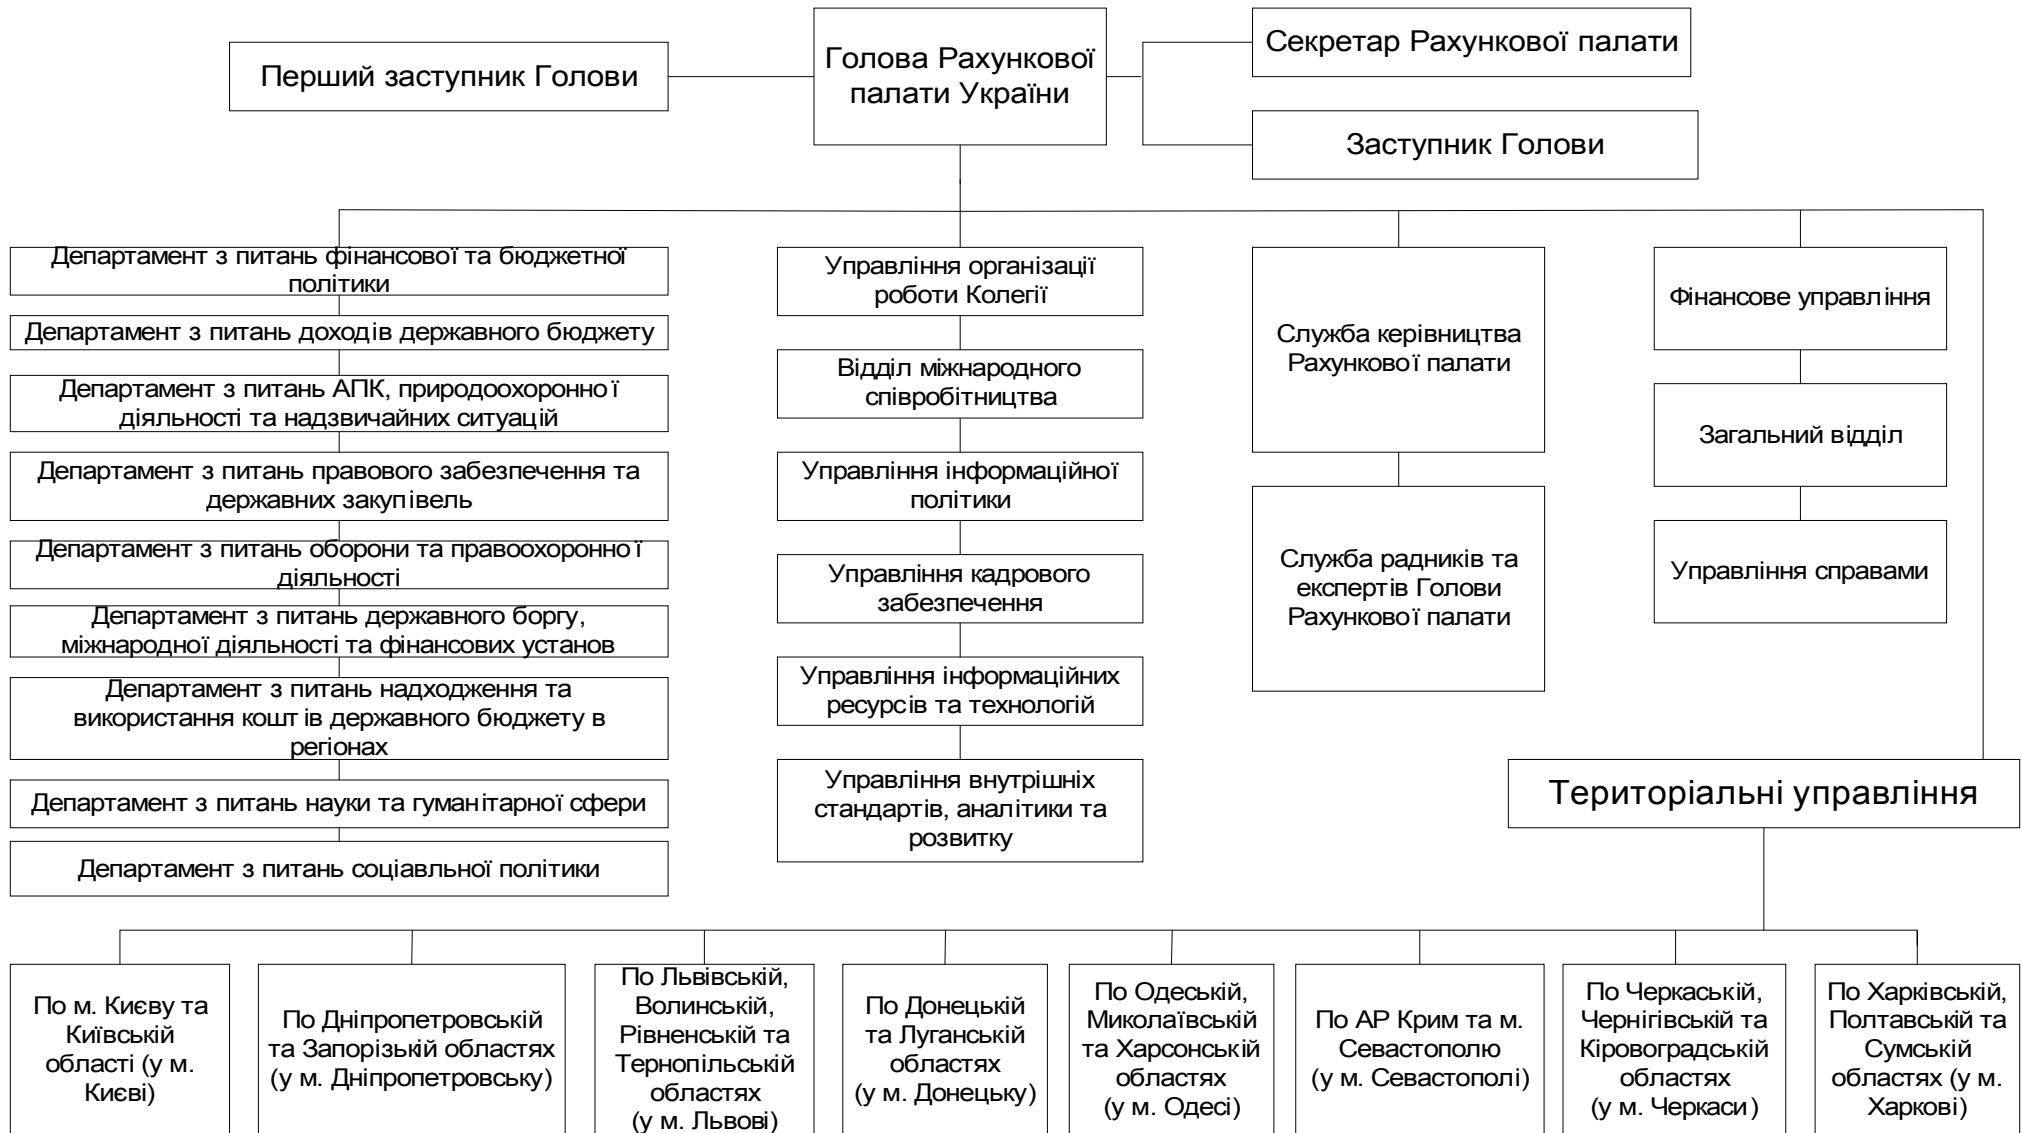 Голова Рахункової
палати України
Перший заступник Голови
Секретар Рахункової палати
Заступник Голови
Департамент з питань фінансової та бюджетної
політики
Департамент з питань доходів державного бюджету
Департамент з питань АПК, природоохоронної
діяльності та надзвичайних ситуацій
Департамент з питань правового забезпечення та
державних закупівель
Департамент з питань оборони та правоохоронної
діяльності
Департамент з питань державного боргу,
міжнародної діяльності та фінансових установ
Департамент з питань надходження та
використання коштів державного бюджету в
регіонах
Департамент з питань науки та гуманітарної сфери
Департамент з питань соціавльної політики
Управління організації
роботи Колегії
Відділ міжнародного
співробітництва
Управління інформаційної
політики
Управління кадрового
забезпечення
Управління інформаційних
ресурсів та технологій
Управління внутрішніх
стандартів, аналітики та
розвитку
Служба керівництва
Рахункової палати
Служба радників та
експертів Голови
Рахункової палати
Фінансове управління
Загальний відділ
Управління справами
Територіальні управління
По м. Києву та
Київській
області (у м.
Києві)
По Дніпропетровській
та Запорізькій областях
(у м. Дніпропетровську)
По Львівській,
Волинській,
Рівненській та
Тернопільській
областях
(у м. Львові)
По Донецькій
та Луганській
областях
(у м. Донецьку)
По Одеській,
Миколаївській
та Харсонській
областях
(у м. Одесі)
По АР Крим та м.
Севастополю
(у м. Севастополі)
По Черкаській,
Чернігівській та
Кіровоградській
областях
(у м. Черкаси)
По Харківській,
Полтавській та
Сумській
областях (у м.
Харкові)